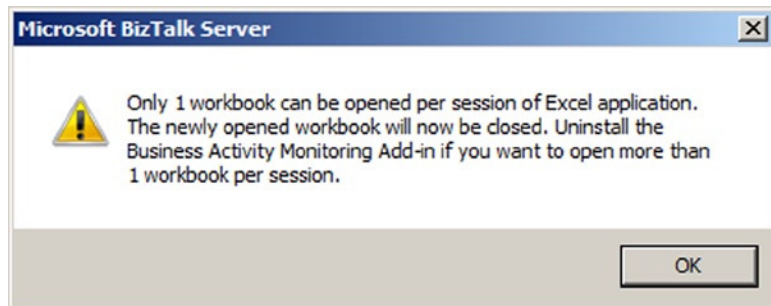 Microsoft BizTalk Server
Only 1 workbook can be opened per session of Excel application.
The newly opened workbook will now be closed. Uninstall the
Business Activity Monitoring Add-in if you want to open more than
1 workbook per session.
OK